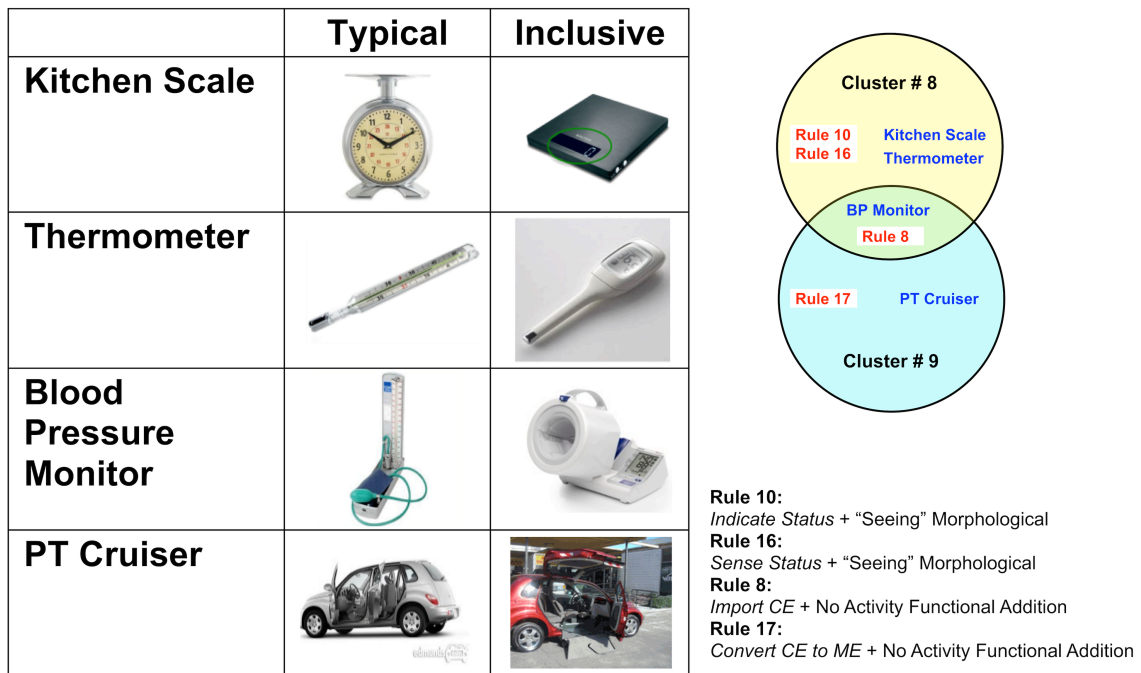 Typical Inclusive
Kitchen Scale
Thermometer
Blood
Pressure
Monitor
PT Cruiser
edmunds
Cluster # 8
Rule 10 Kitchen Scale
Rule 16 Thermometer
BP Monitor
Rule 8
Rule 17 PT Cruiser
Cluster # 9
Rule 10:
Indicate Status + “Seeing” Morphological
Rule 16:
Sense Status + “Seeing” Morphological
Rule 8:
Import CE + No Activity Functional Addition
Rule 17:
Convert CE to ME + No Activity Functional Addition